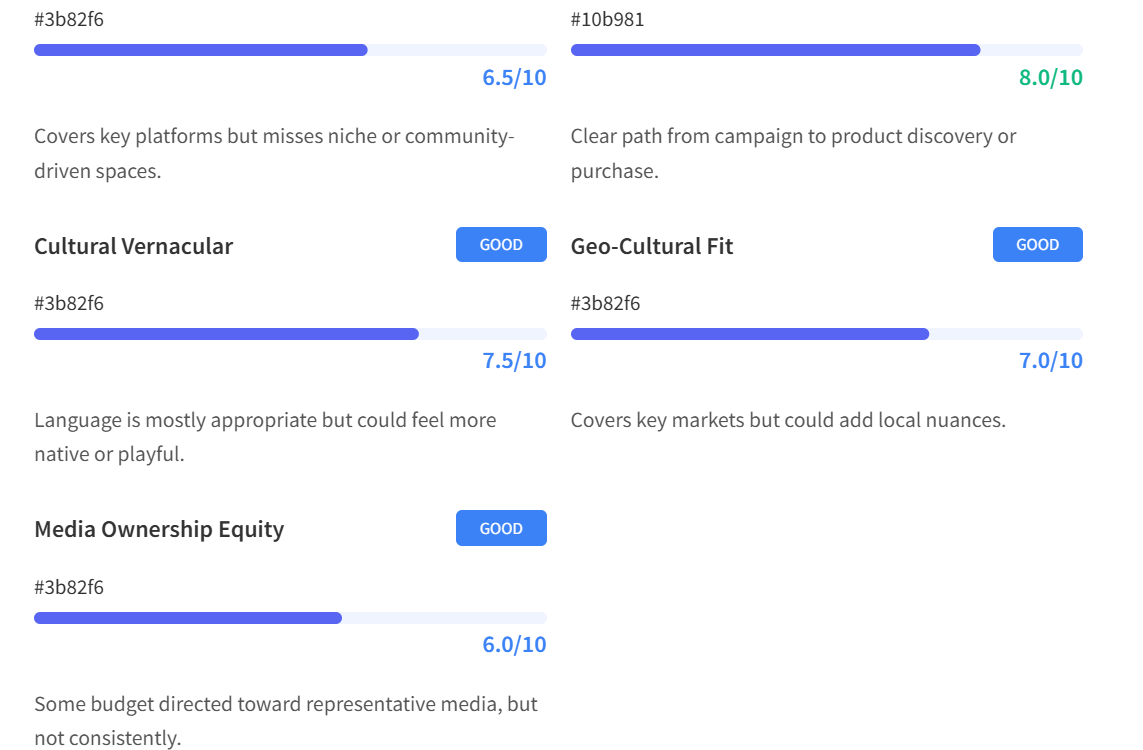 #3b82f6
6.5/10
Covers key platforms but misses niche or community-
driven spaces.
#10b981
8.0/10
Clear path from campaign to product discovery or
purchase.
Cultural Vernacular
GOOD
#3b82f6
7.5/10
Language is mostly appropriate but could feel more
native or playful.
Geo-Cultural Fit
GOOD
#3b82f6
7.0/10
Covers key markets but could add local nuances.
Media Ownership Equity
GOOD
#3b82f6
6.0/10
Some budget directed toward representative media, but
not consistently.